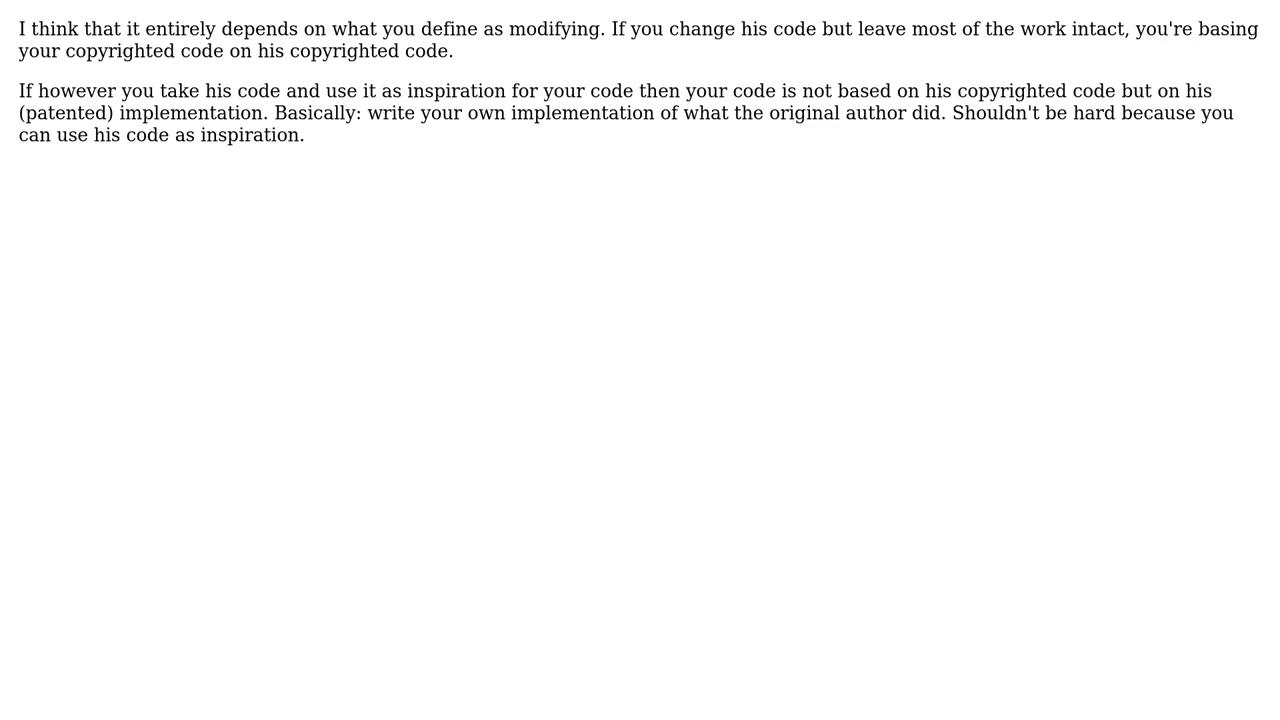 I think that it entirely depends on what you define as modifying. If you change his code but leave most of the work intact, you're basing
your copyrighted code on his copyrighted code.
If however you take his code and use it as inspiration for your code then your code is not based on his copyrighted code but on his
(patented) implementation. Basically: write your own implementation of what the original author did. Shouldn't be hard because you
can use his code as inspiration.